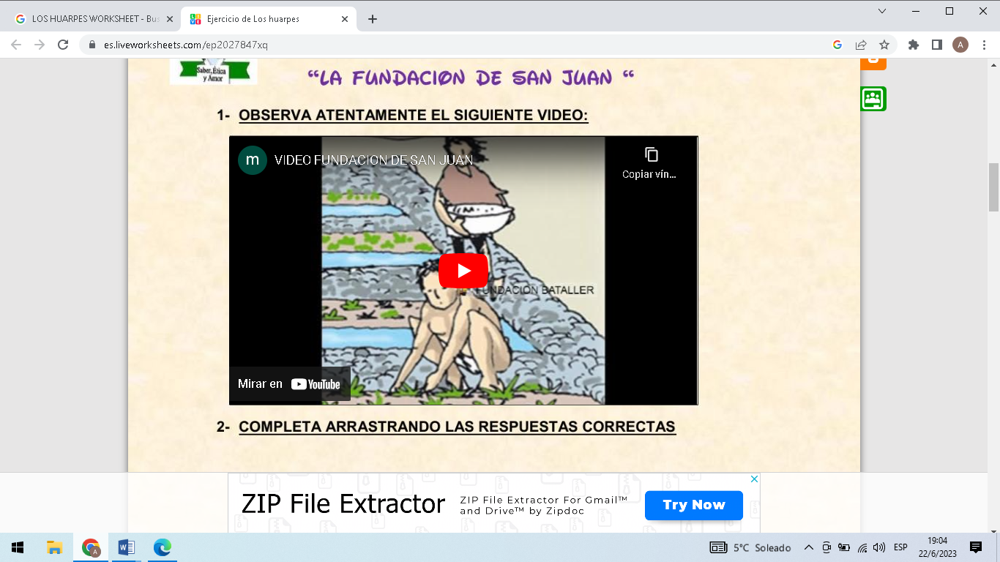 LOS HUARPES WORKSHEET - Bus
Ejercicio de Los huarpes
es.liveworksheets.com/ep2027847xq
A
Saber, Ética
y Amor
“LA FUNDACION DE SAN JUAN “
1- OBSERVA ATENTAMENTE EL SIGUIENTE VIDEO:
m
VIDEO FUNDACION DE SAN JUAN
Copiar vín...
FUNDACIÓN BATALLER
Mirar en YouTube
2- COMPLETA ARRASTRANDO LAS RESPUESTAS CORRECTAS
ZIP File Extractor
ZIP File Extractor For Gmail™
and Drive™ by Zipdoc
Try Now
5°C Soleado
ESP
19:04
22/6/2023